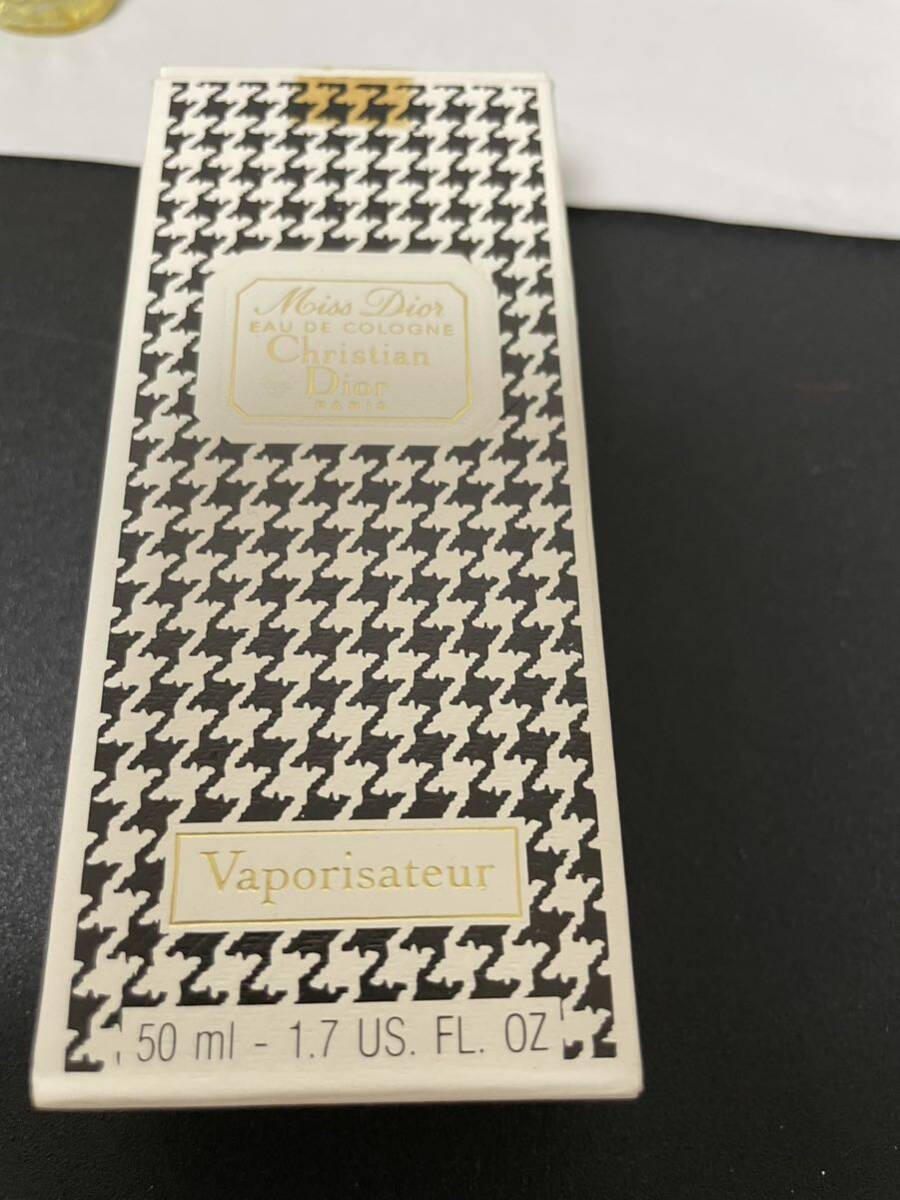 Miss Dior
EAU DE COLOGNE
Christian
Dior
PARIS
Vaporisateur
50 ml - 1.7 US. FL. OZ